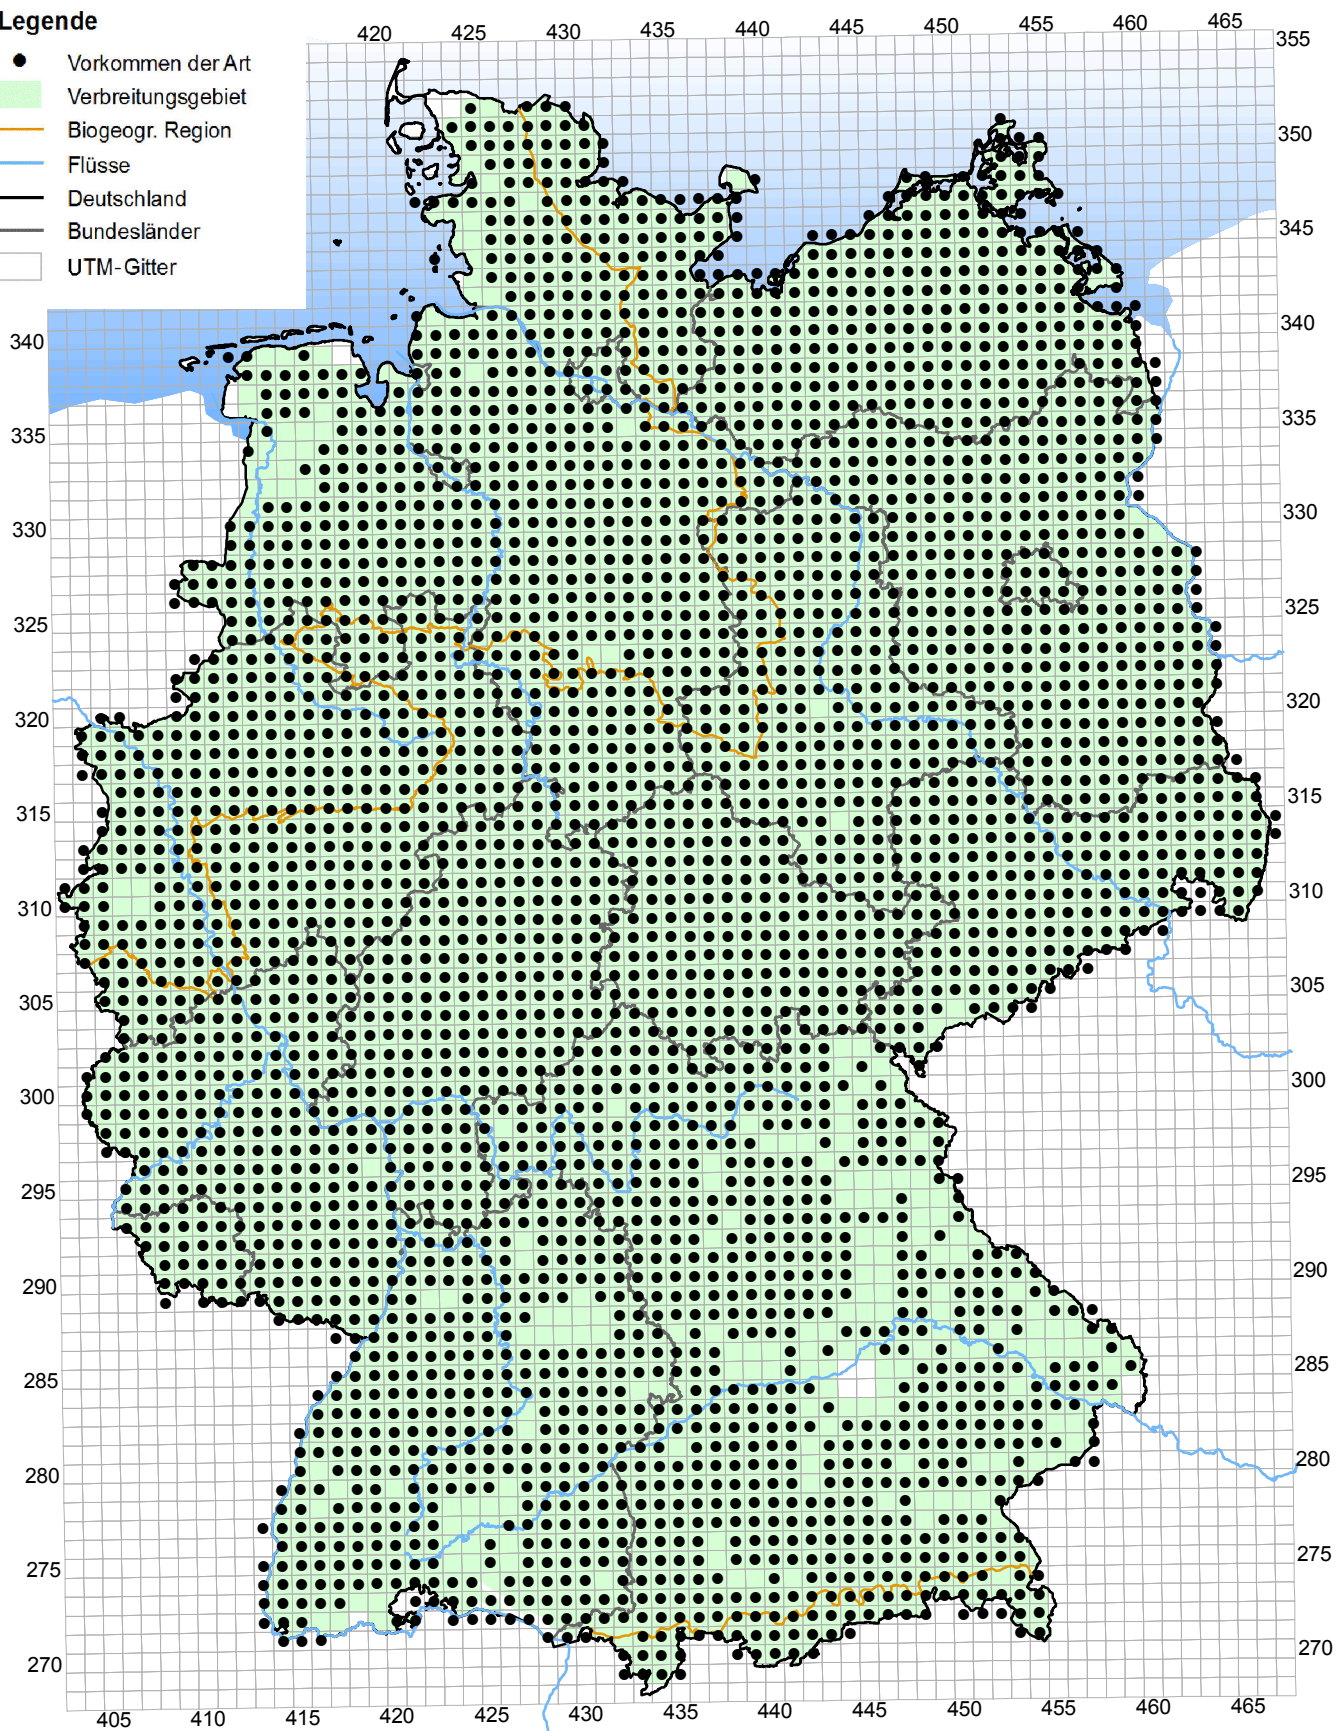 Legende
Vorkommen der Art
Verbreitungsgebiet
Biogeogr. Region
Flüsse
Deutschland
Bundesländer
UTM-Gitter
420 425 430 435 440 445 450 455 460 465
355
350
345
340 340
335 335
330 330
325 325
320 320
315 315
310 310
305 305
300 300
295 295
290 290
285 285
280 280
275 275
270 270
405 410 415 420 425 430 435 440 445 450 455 460 465